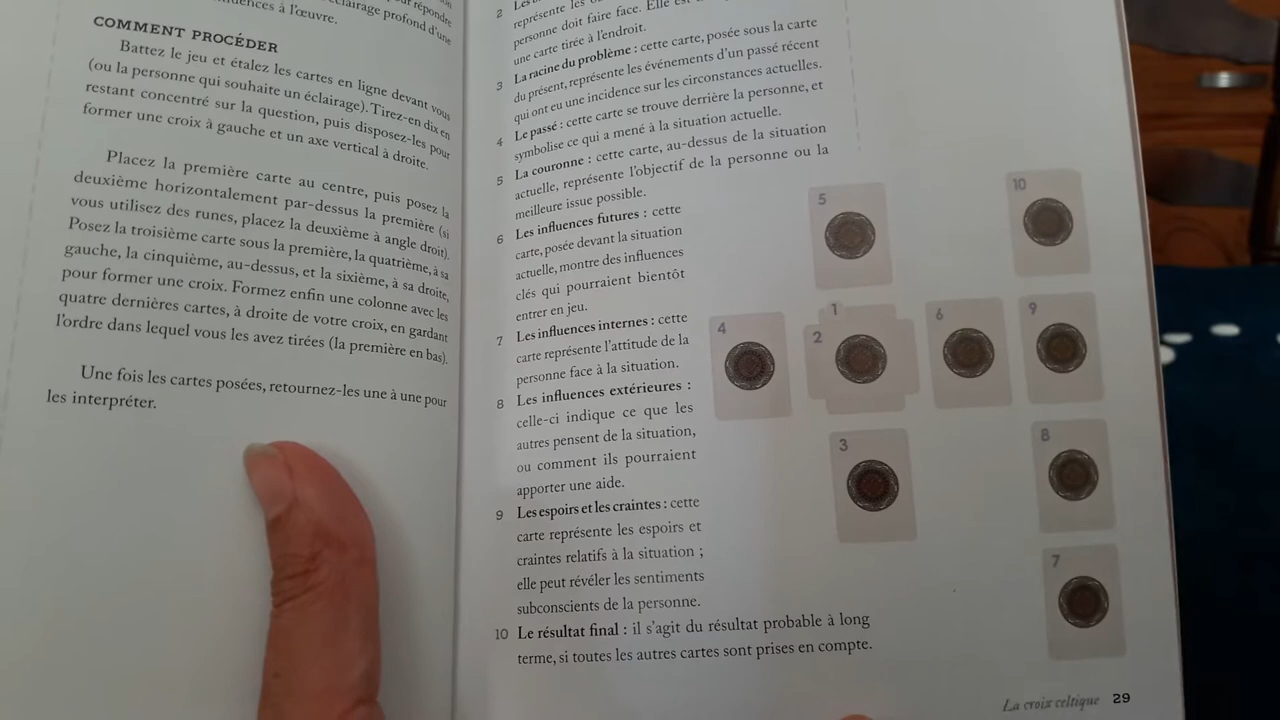 répondre
éclairage profond d'une
à l'œuvre.
COMMENT PROCÉDER
Battez le jeu et étalez les cartes en ligne devant vous
(ou la personne qui souhaite un éclairage). Tirez-en dix en
restant concentré sur la question, puis disposez-les pour
former une croix à gauche et un axe vertical à droite.
Placez la première carte au centre, puis posez la
deuxième horizontalement par-dessus la première (si
vous utilisez des runes, placez la deuxième à angle droit).
Posez la troisième carte sous la première, la quatrième, à sa
gauche, la cinquième, au-dessus, et la sixième, à sa droite,
pour former une croix. Formez enfin une colonne avec les
quatre dernières cartes, à droite de votre croix, en gardant
l'ordre dans lequel vous les avez tirées (la première en bas).
Une fois les cartes posées, retournez-les une à une pour
les interpréter.
2 Les
représente les
personne doit faire face. Elle
une carte tirée à l'endroit.
3 La racine du problème : cette carte, posée sous la carte
du présent, représente les événements d'un passé récent
qui ont eu une incidence sur les circonstances actuelles.
4 Le passé : cette carte se trouve derrière la personne, et
symbolise ce qui a mené à la situation actuelle.
5 La couronne : cette carte, au-dessus de la situation
actuelle, représente l'objectif de la personne ou la
meilleure issue possible.
6 Les influences futures : cette
carte, posée devant la situation
actuelle, montre des influences
clés qui pourraient bientôt
entrer en jeu.
7 Les influences internes : cette
carte représente l'attitude de la
personne face à la situation.
8 Les influences extérieures :
celle-ci indique ce que les
autres pensent de la situation,
ou comment ils pourraient
apporter une aide.
9 Les espoirs et les craintes : cette
carte représente les espoirs et
craintes relatifs à la situation ;
elle peut révéler les sentiments
subconscients de la personne.
10 Le résultat final : il s'agit du résultat probable à long
terme, si toutes les autres cartes sont prises en compte.
5
10
4
1
2
6
9
3
8
7
La croix celtique 29